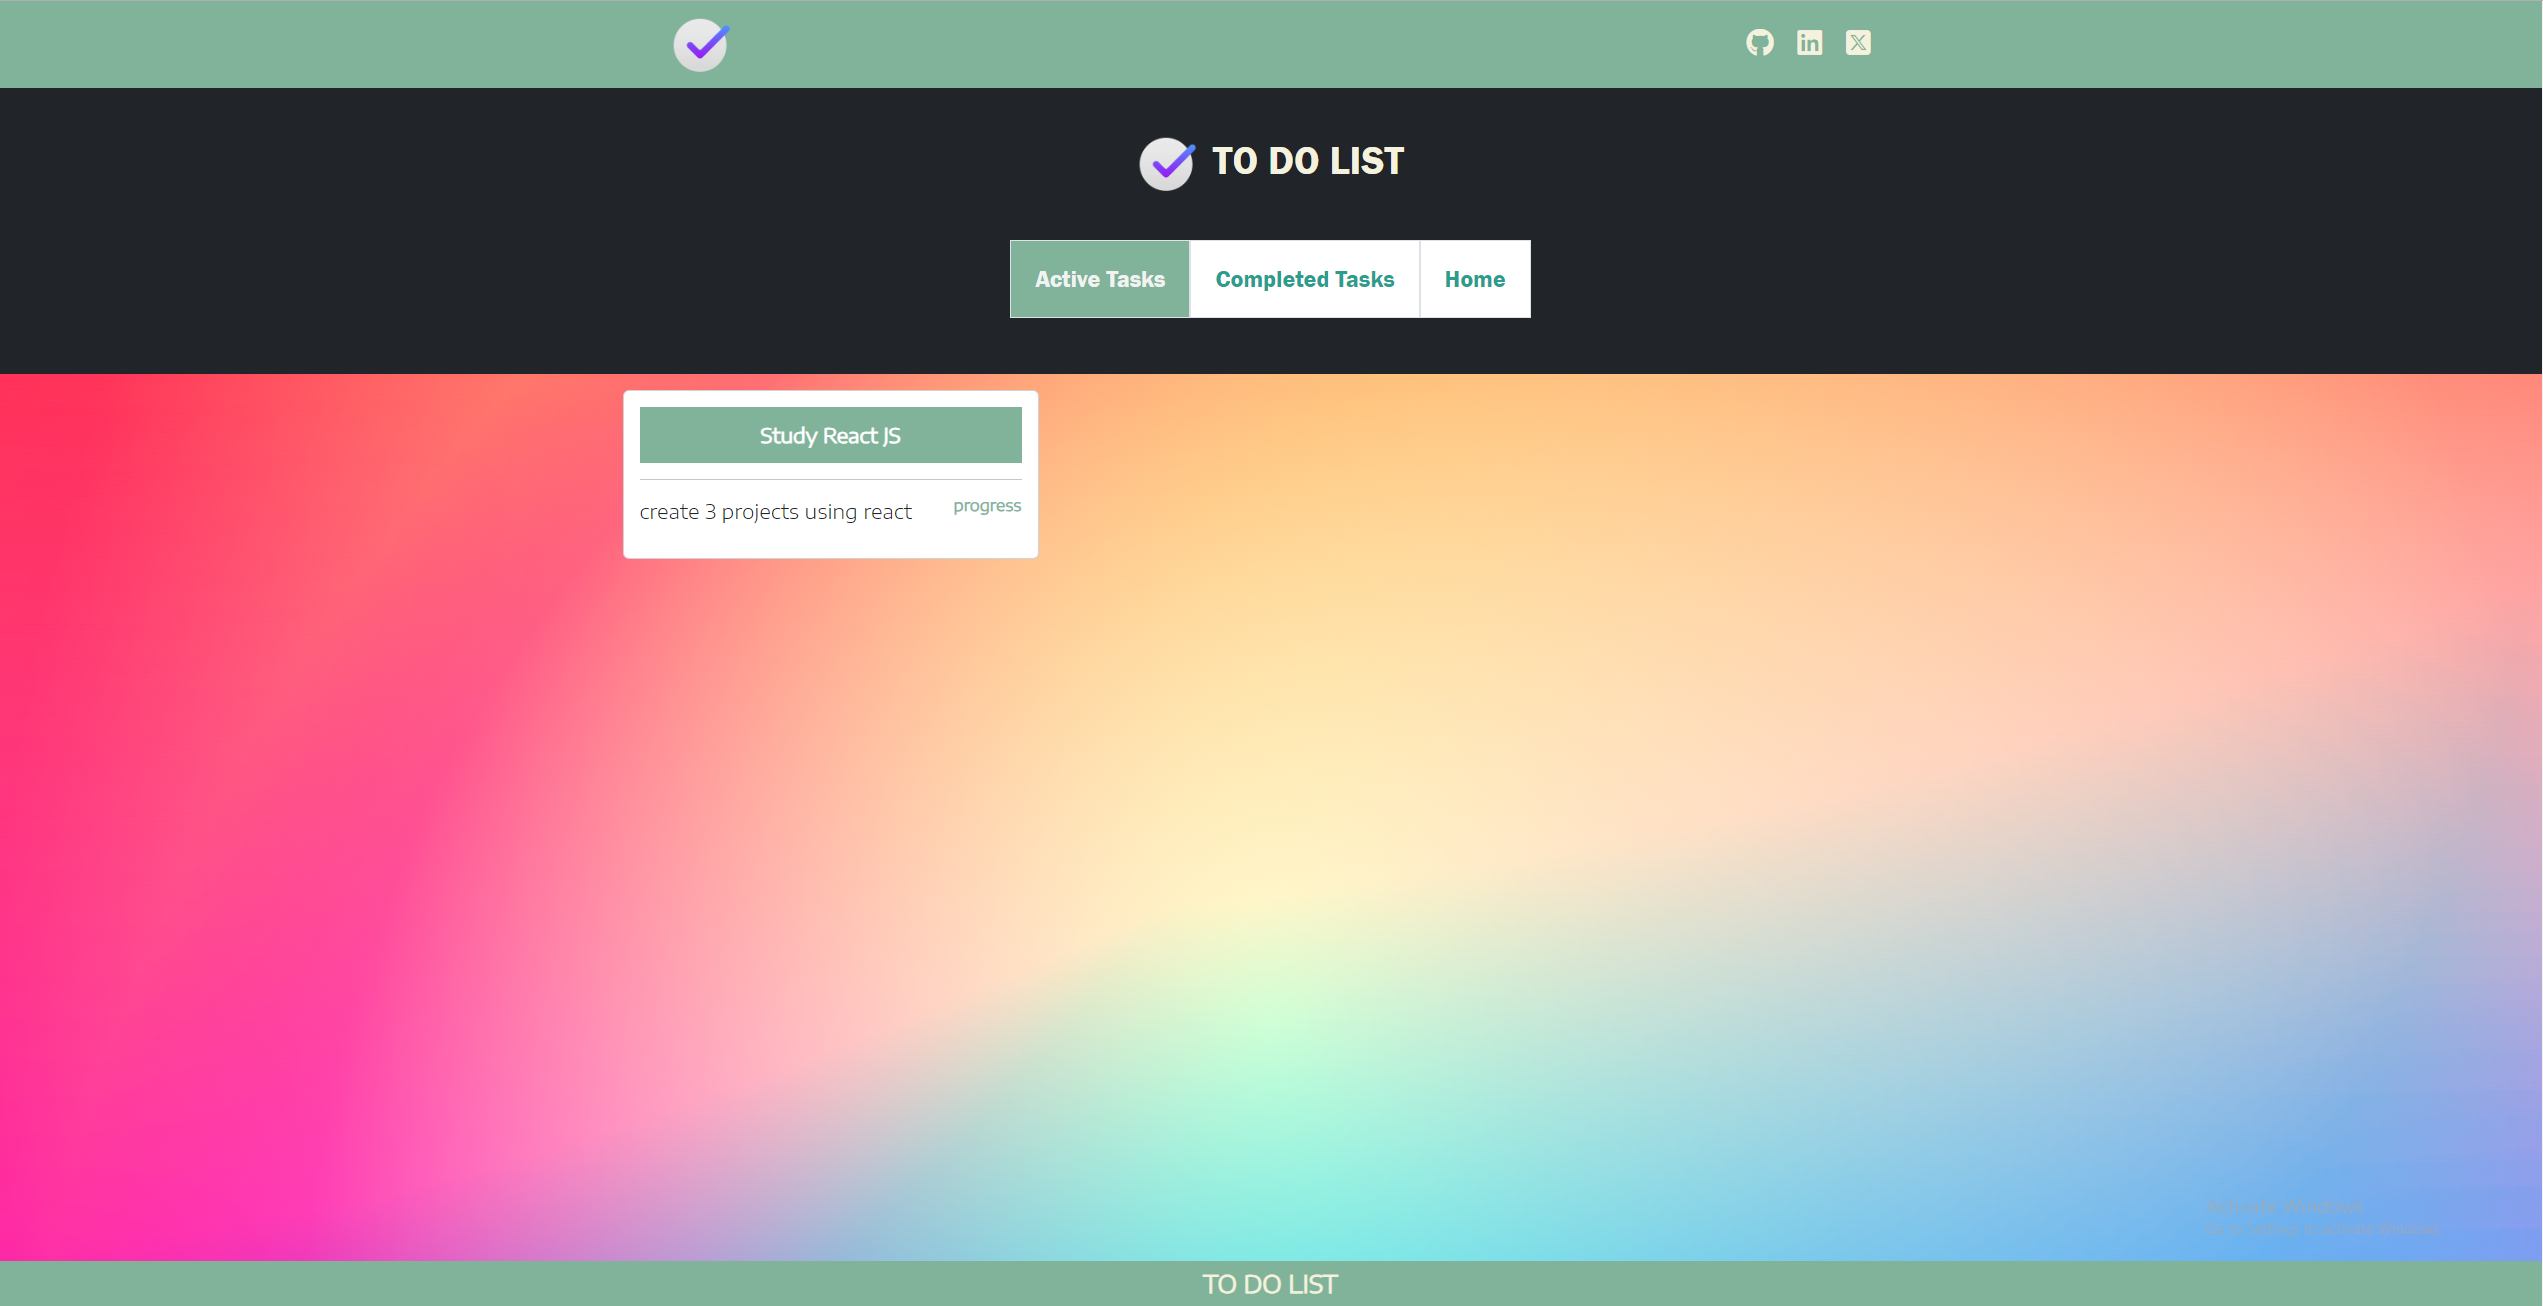 TO DO LIST
Active Tasks
Completed Tasks
Home
Study React JS
create 3 projects using react
progress
Activate Windows
Go to Settings to activate Windows.
TO DO LIST